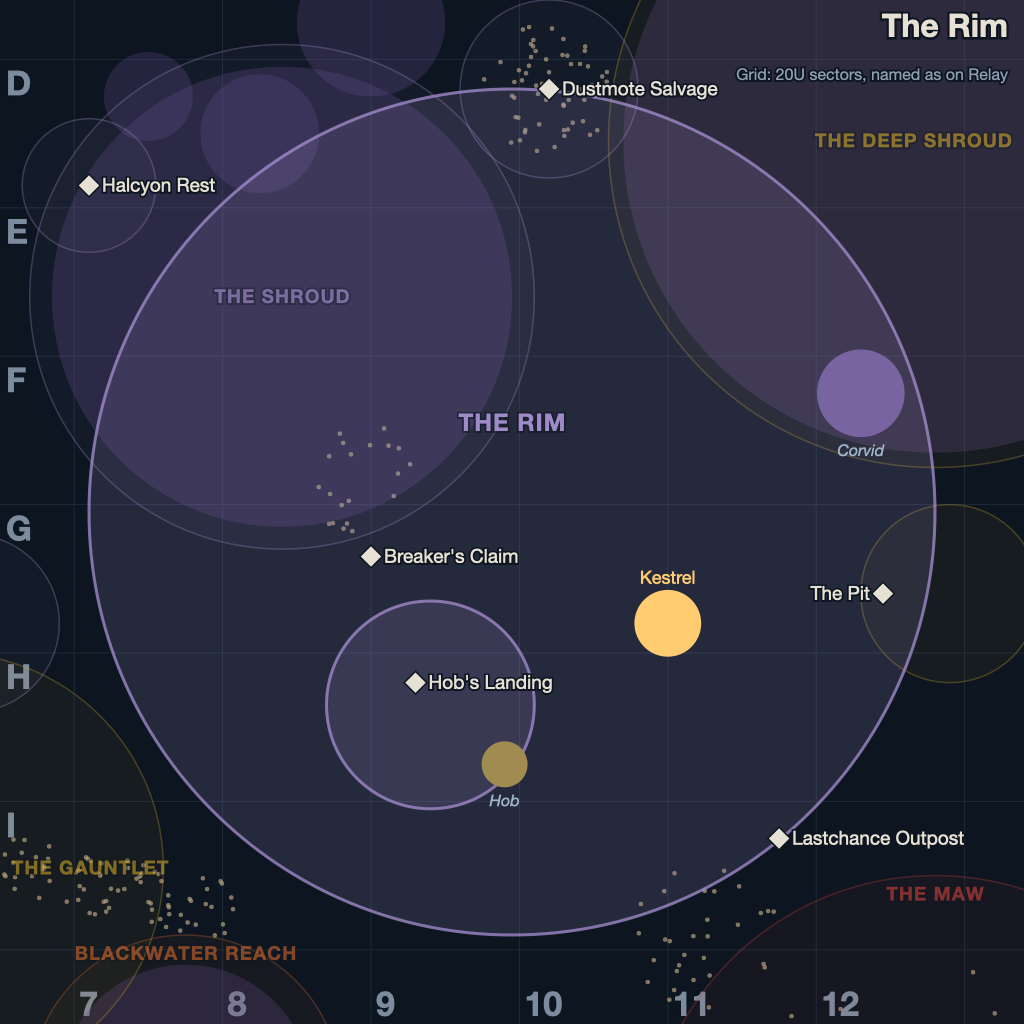 The Rim
Grid: 20U sectors, named as on Relay
D
Dustmote Salvage
THE DEEP SHROUD
Halcyon Rest
E
THE SHROUD
F
THE RIM
Corvid
G
Breaker's Claim
Kestrel
The Pit
H
Hob's Landing
Hob
I
Lastchance Outpost
THE GAUNTLET
THE MAW
BLACKWATER REACH
7
8
9
10
11
12